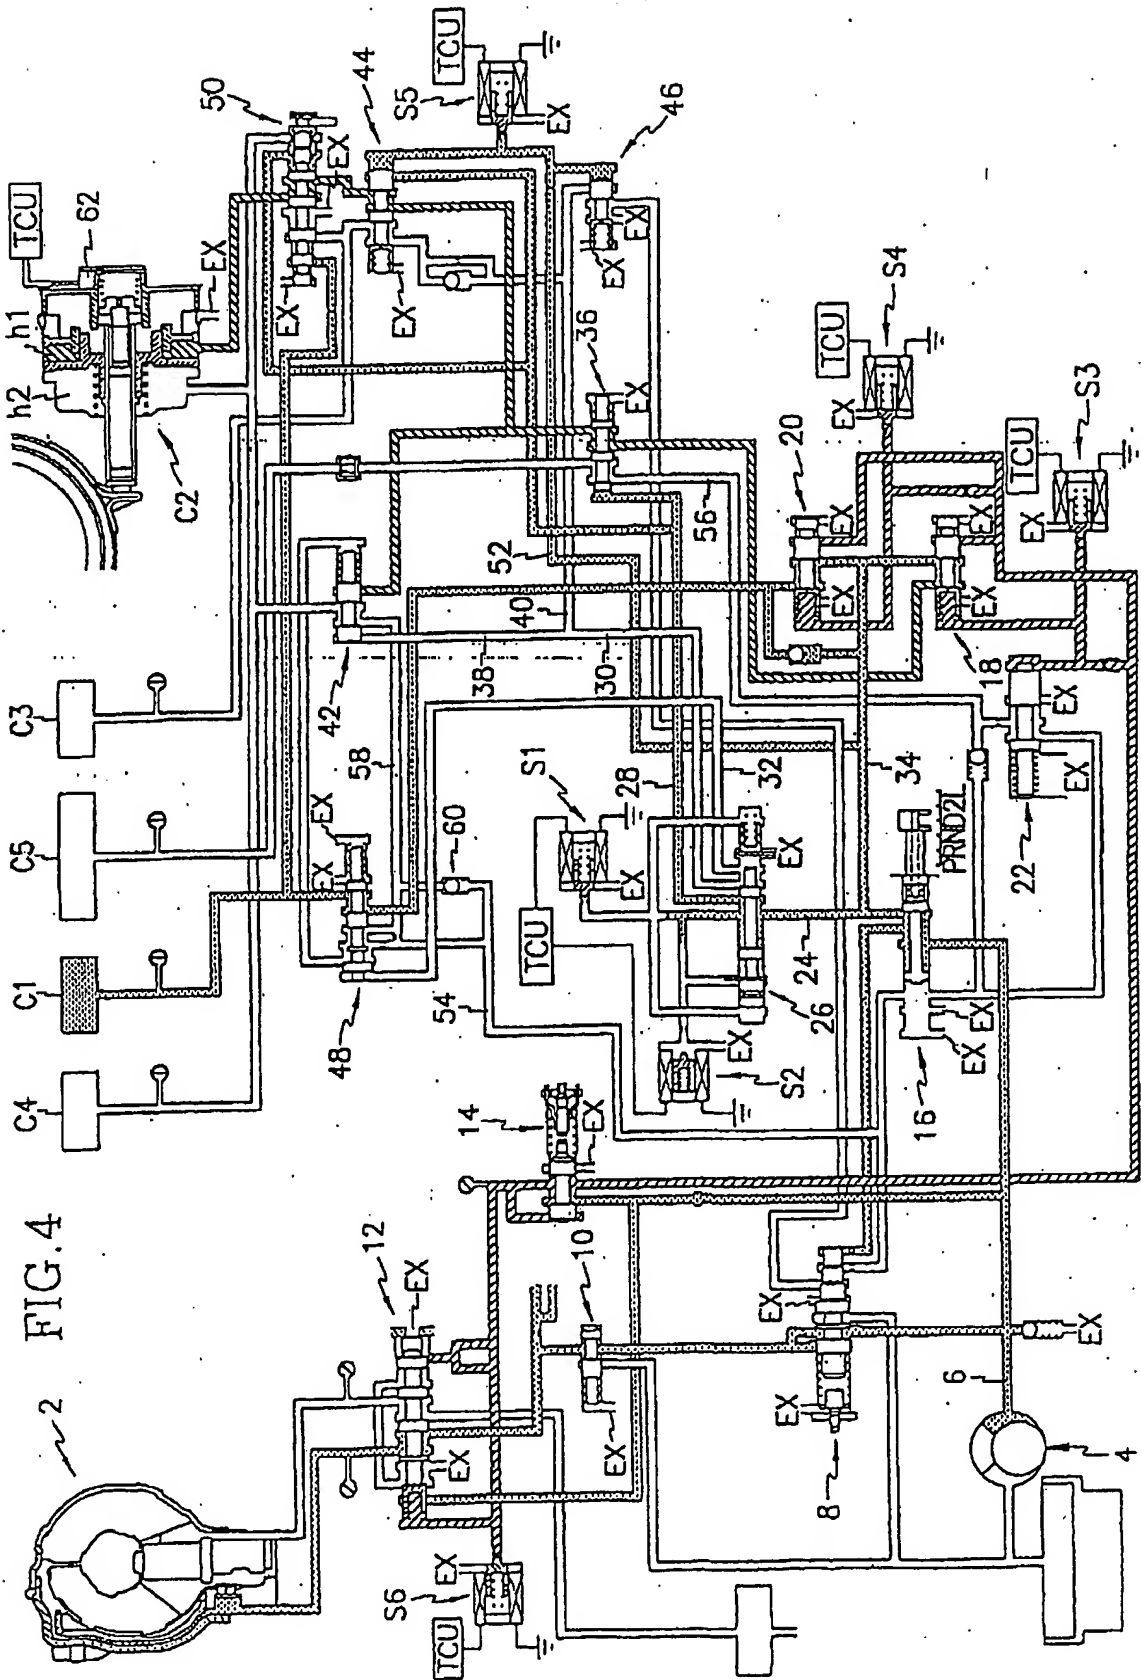 FIG.4
C4
C1
C5
C3
h2
h1
TCU
2
62
EX
C2
50
EX
EX
44
EX
12
EX
EX
48
EX
EX
42
58
S5
TCU
EX
S6
TCU
EX
54
60
38
40
52
36
EX
EX
EX
46
14
EX
10
EX
TCU
S1
EX
28
30
56
S2
EX
26
24
32
EX
TCU
S4
EX
20
EX
EX
8
EX
EX
16
EX
EX
PRND2L
34
18
EX
EX
TCU
S3
EX
6
4
EX
22
EX
EX